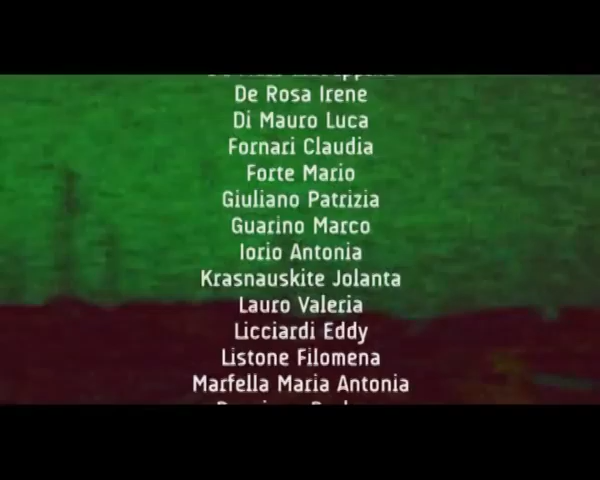 De Rosa Irene
Di Mauro Luca
Fornari Claudia
Forte Mario
Giuliano Patrizia
Guarino Marco
Iorio Antonia
Krasnauskite Jolanta
Lauro Valeria
Licciardi Eddy
Listone Filomena
Marfella Maria Antonia